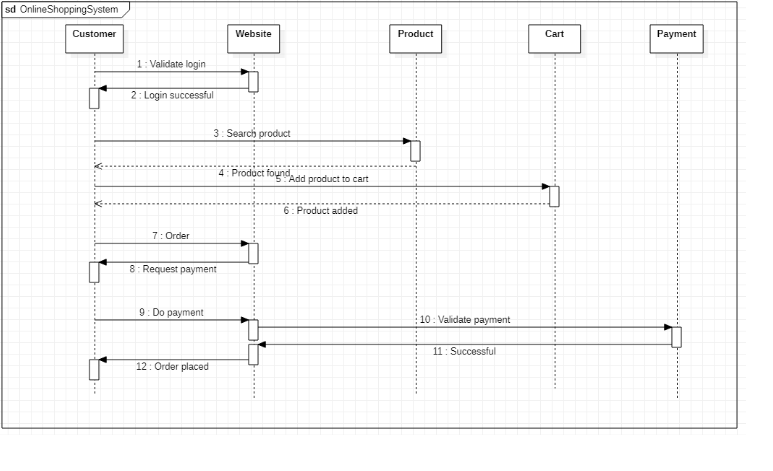 sd OnlineShoppingSystem
Customer Website Product Cart Payment
1 : Validate login
2 : Login successful
3 : Search product
4 : Product found
5 : Add product to cart
6 : Product added
7 : Order
8 : Request payment
9 : Do payment
10 : Validate payment
11 : Successful
12 : Order placed